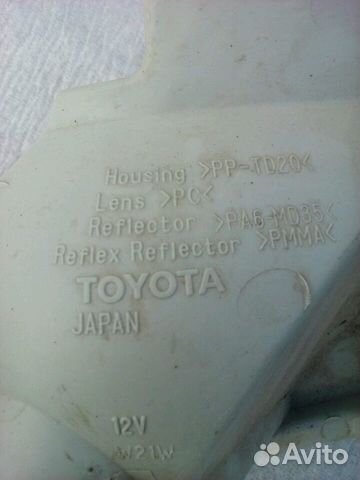 Housing >PP-TD20<
Lens >PC<
Reflector >PA6-MD35<
Reflex Reflector >PMMA<
TOYOTA
JAPAN
12V
W21W
Avito